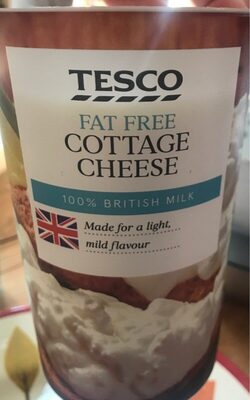 TESCO
FAT FREE
COTTAGE
CHEESE
100% BRITISH MILK
Made for a light,
mild flavour